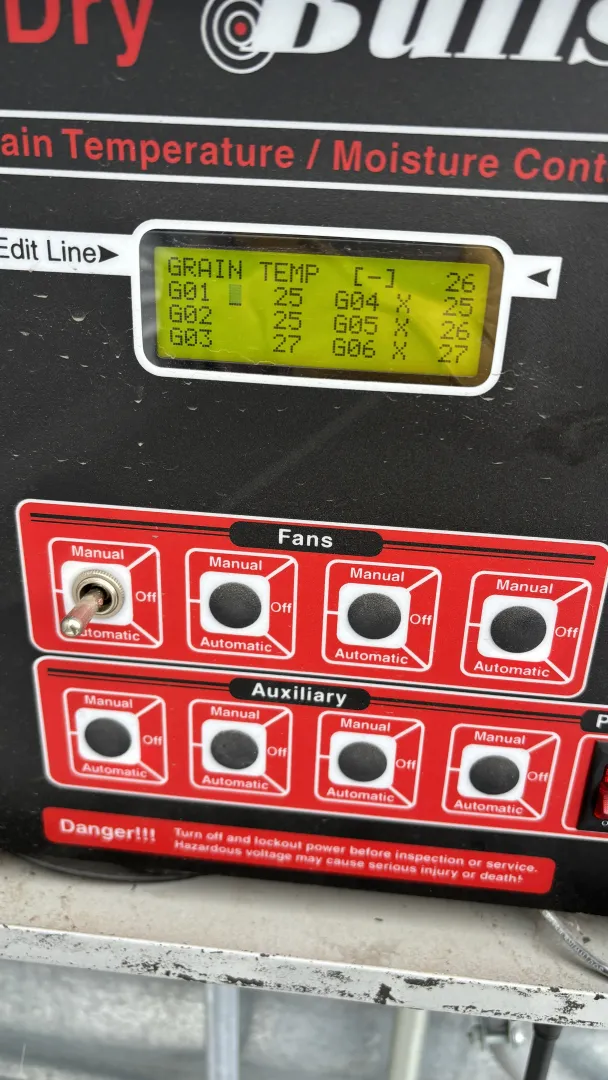 Dry Bulls
ain Temperature / Moisture Cont
Edit Line
GRAIN TEMP [-] 26
G01 25 G04 X 25
G02 25 G05 X 26
G03 27 G06 X 27
Fans
Manual Off Automatic
Manual Off Automatic
Manual Off Automatic
Manual Off Automatic
Auxiliary
P
Manual Off Automatic
Manual Off Automatic
Manual Off Automatic
Manual Off Automatic
Danger!!! Turn off and lockout power before inspection or service.
Hazardous voltage may cause serious injury or death!